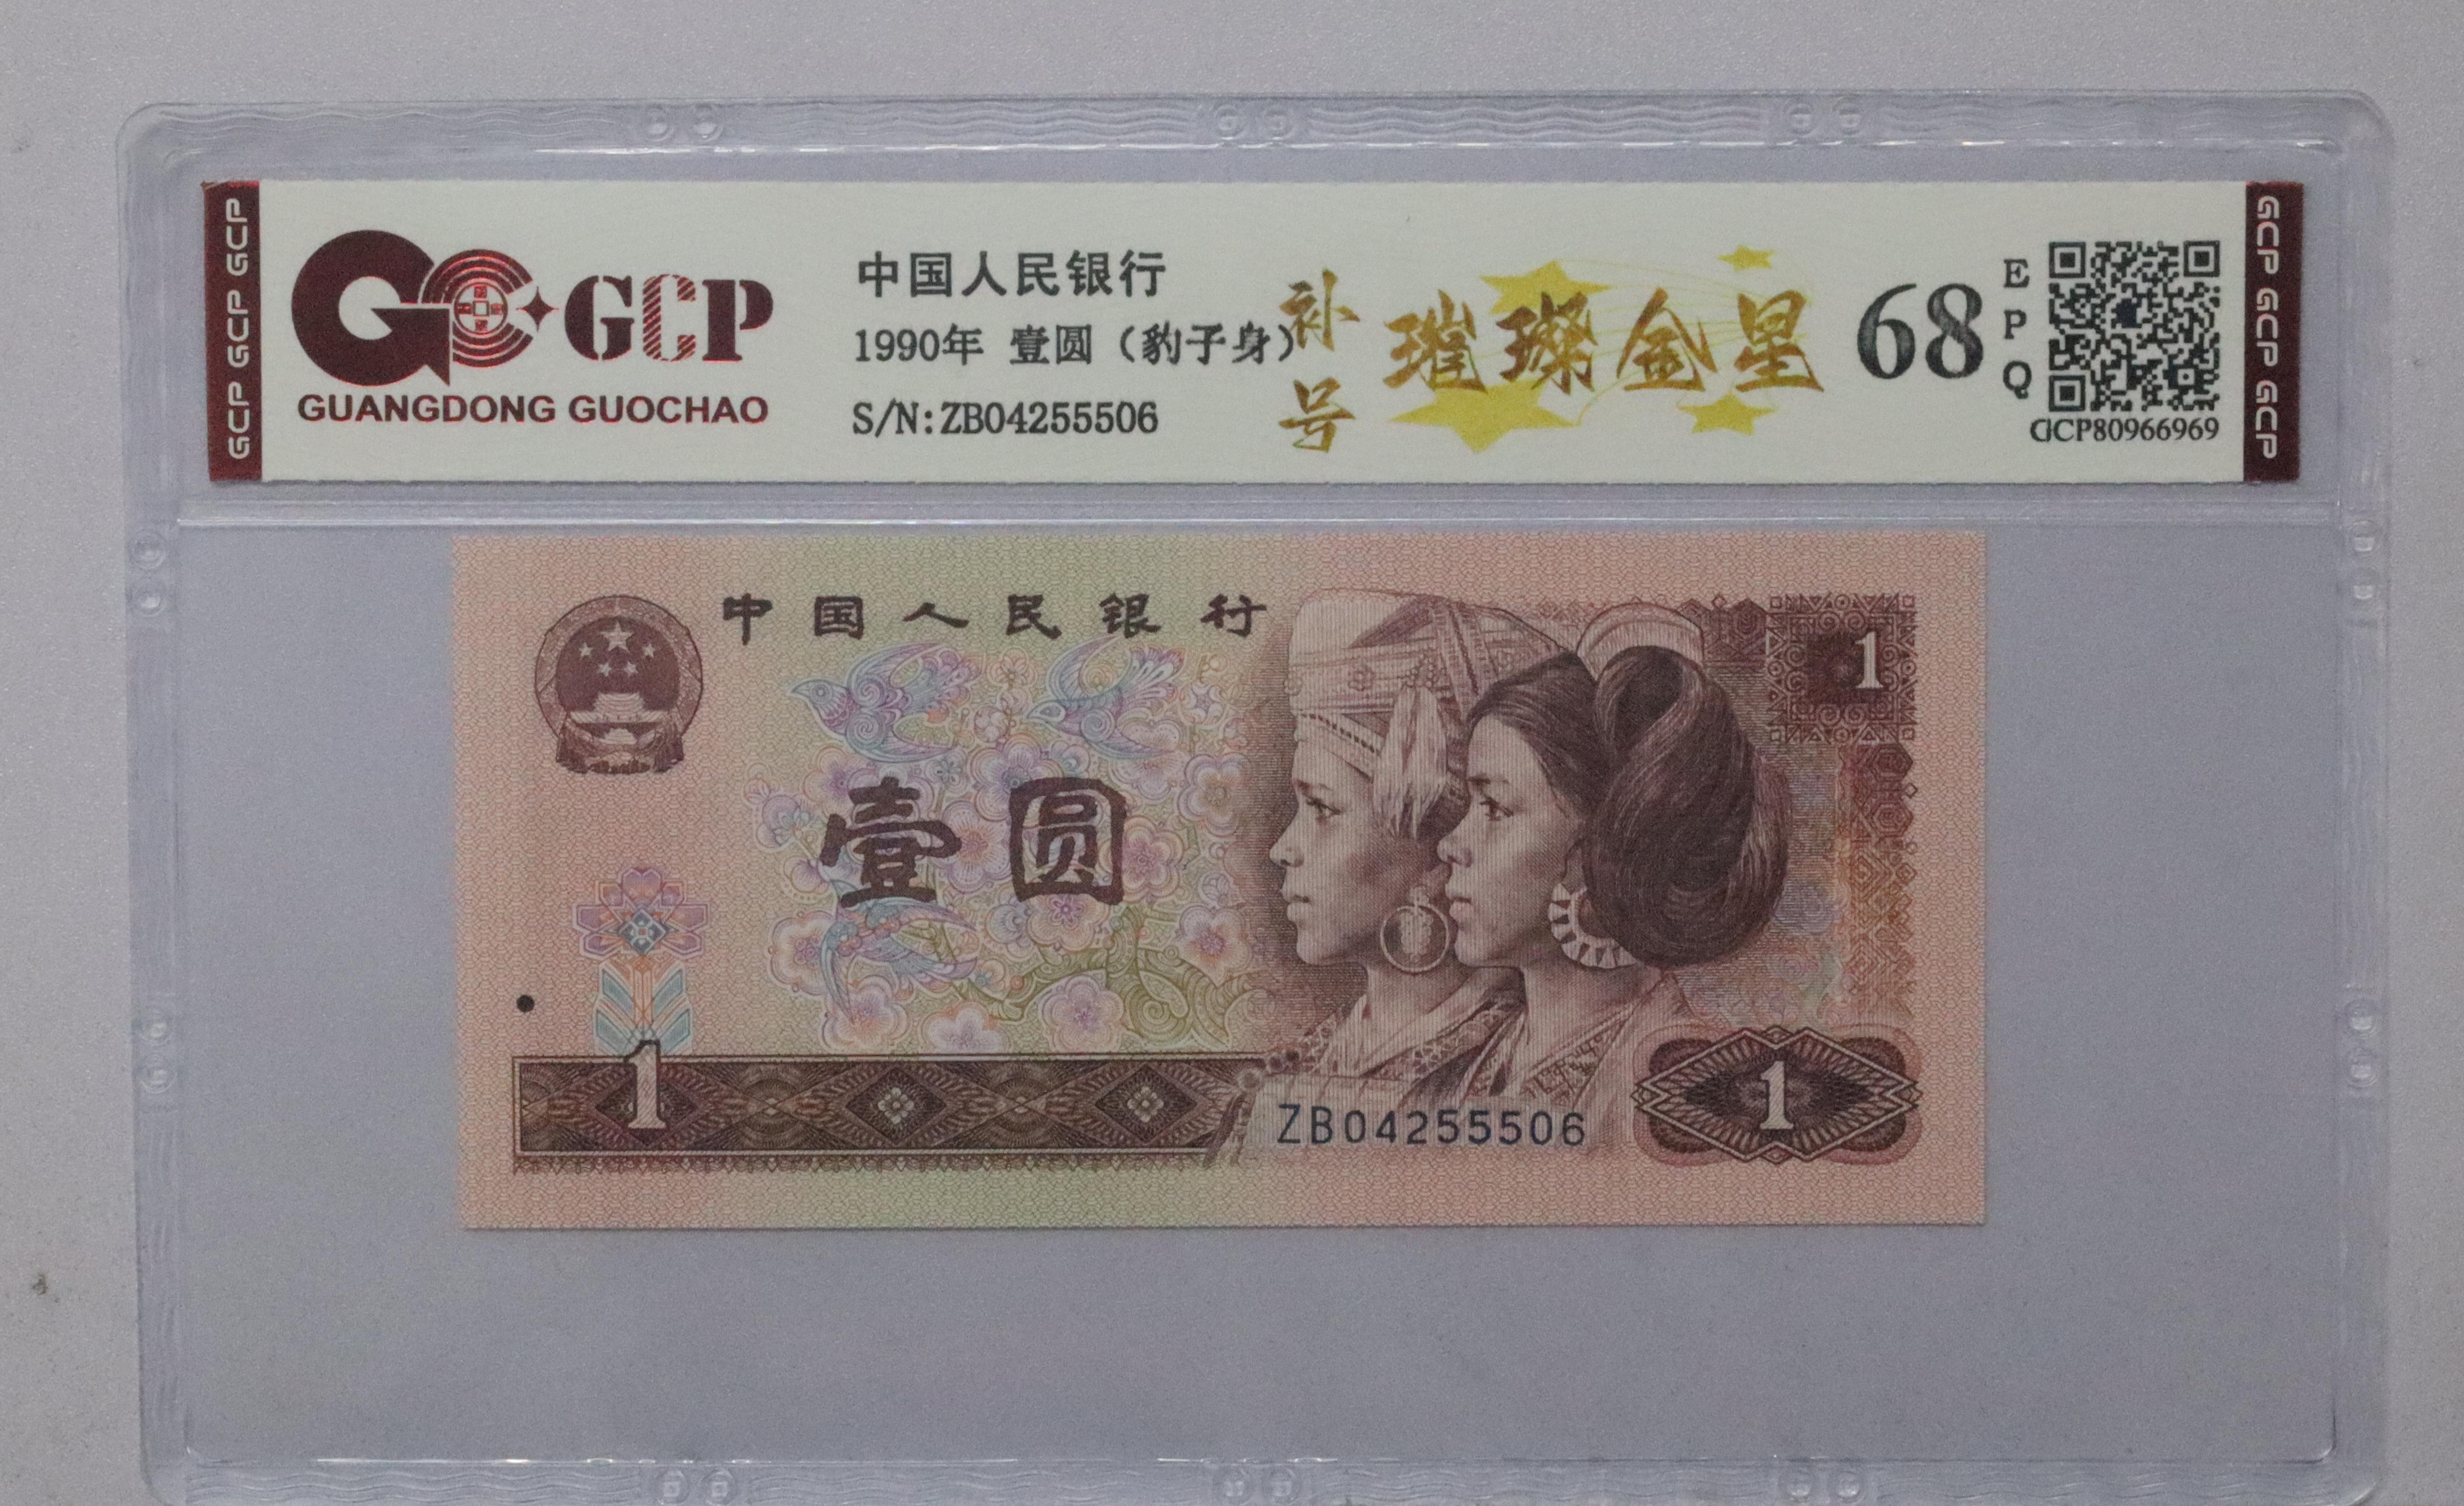 GCP GCP GCP
GCP
GUANGDONG GUOCHAO
中国人民银行
1990年 壹圆（豹子身）
S/N:ZB04255506
补号
璀璨金星
68
EPQ
GCP80966969
GCP GCP GCP
中国人民银行
1
壹圆
1
ZB04255506
1